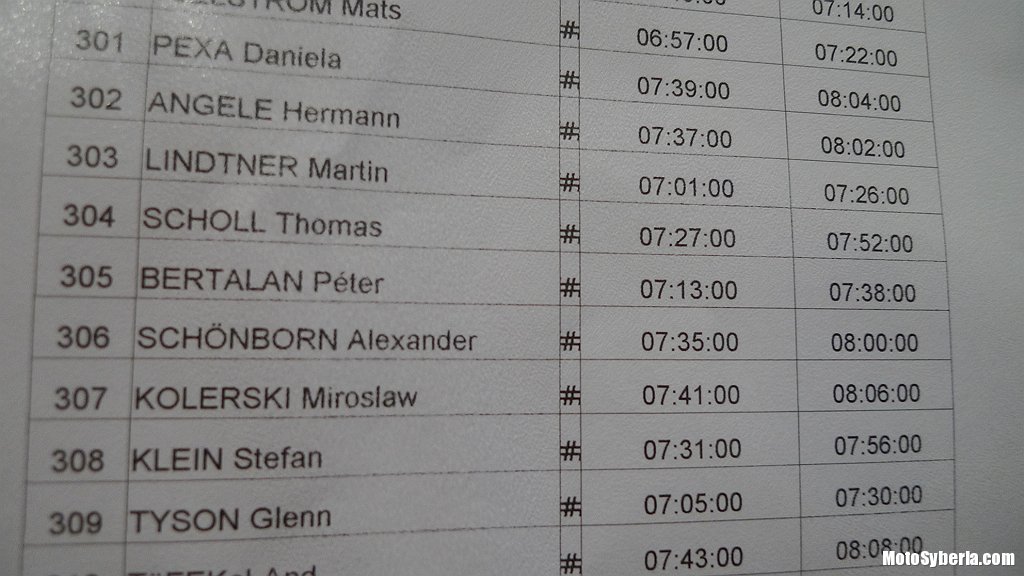 07:14:00
Mats # 06:57:00 07:22:00
301 PEXA Daniela # 07:39:00 08:04:00
302 ANGELE Hermann # 07:37:00 08:02:00
303 LINDTNER Martin # 07:01:00 07:26:00
304 SCHOLL Thomas # 07:27:00 07:52:00
305 BERTALAN Péter # 07:13:00 07:38:00
306 SCHÖNBORN Alexander # 07:35:00 08:00:00
307 KOLERSKI Miroslaw # 07:41:00 08:06:00
308 KLEIN Stefan # 07:31:00 07:56:00
309 TYSON Glenn # 07:05:00 07:30:00
# 07:43:00 08:08:00
MotoSyberia.com